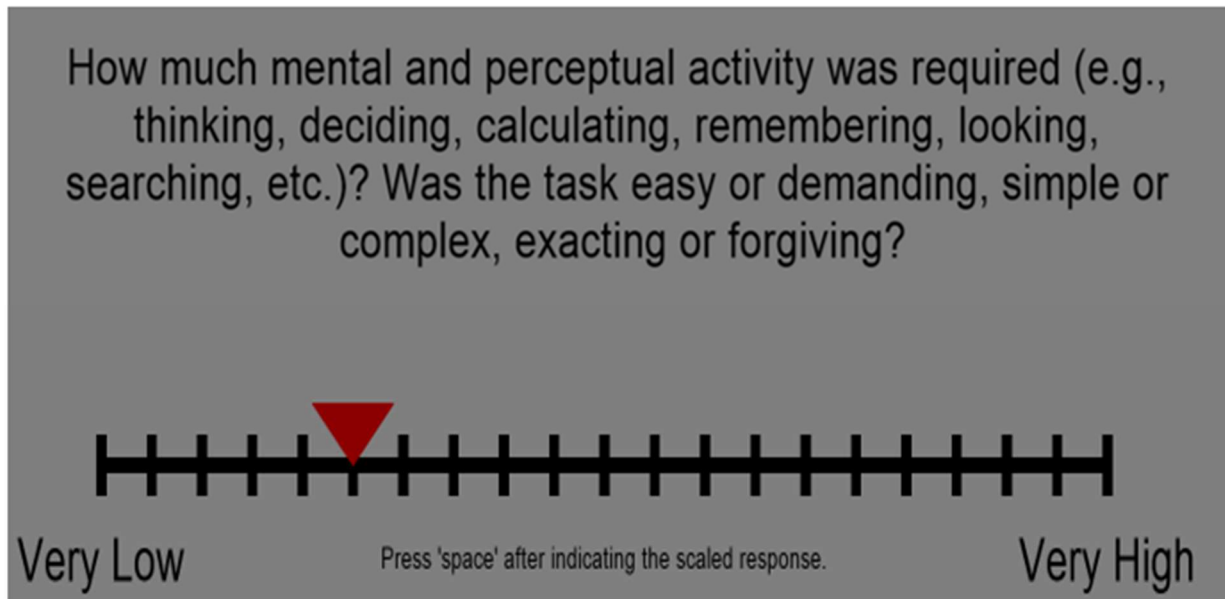 How much mental and perceptual activity was required (e.g.,
thinking, deciding, calculating, remembering, looking,
searching, etc.)? Was the task easy or demanding, simple or
complex, exacting or forgiving?
Very Low
Press 'space' after indicating the scaled response.
Very High